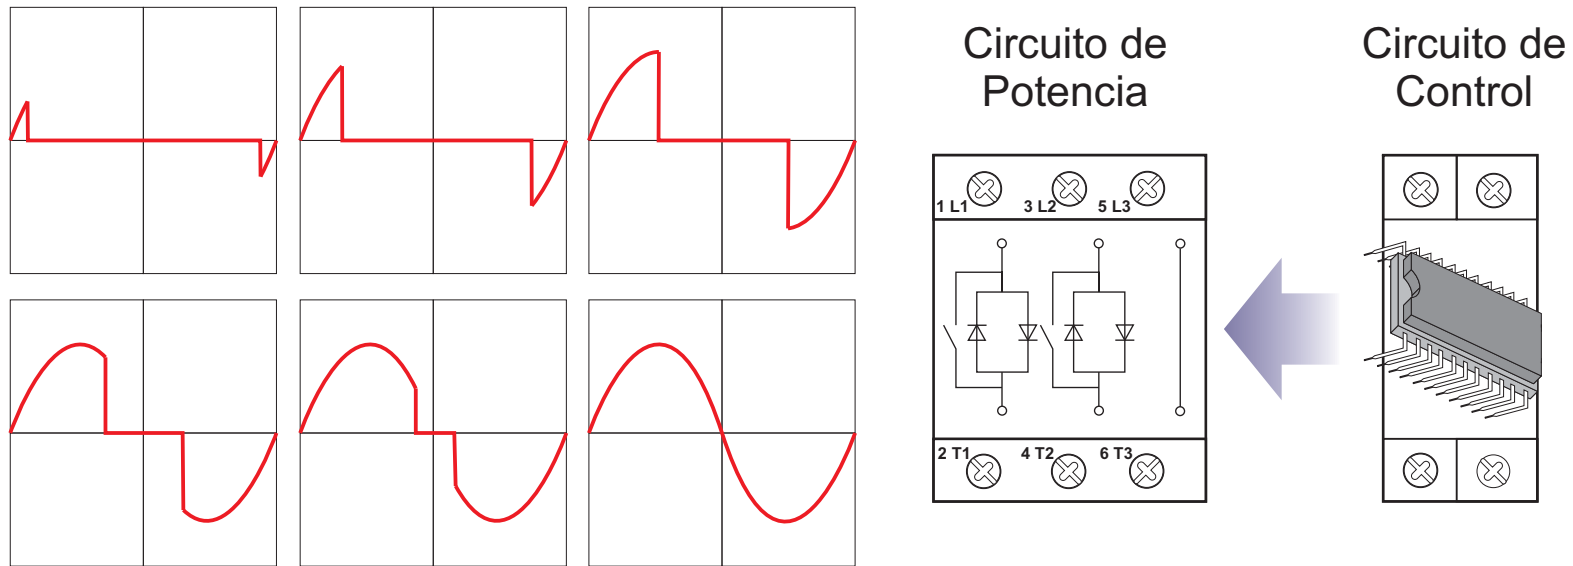 Circuito de
Potencia
Circuito de
Control
1 L1 3 L2 5 L3
2 T1 4 T2 6 T3